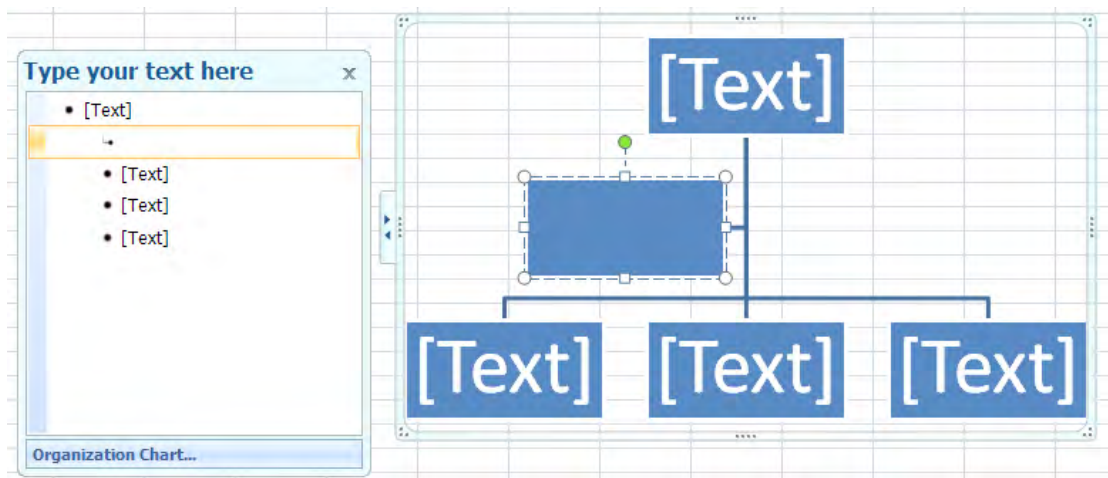 Type your text here x
• [Text]
• [Text]
• [Text]
• [Text]
Organization Chart...
[Text]
[Text] [Text] [Text]